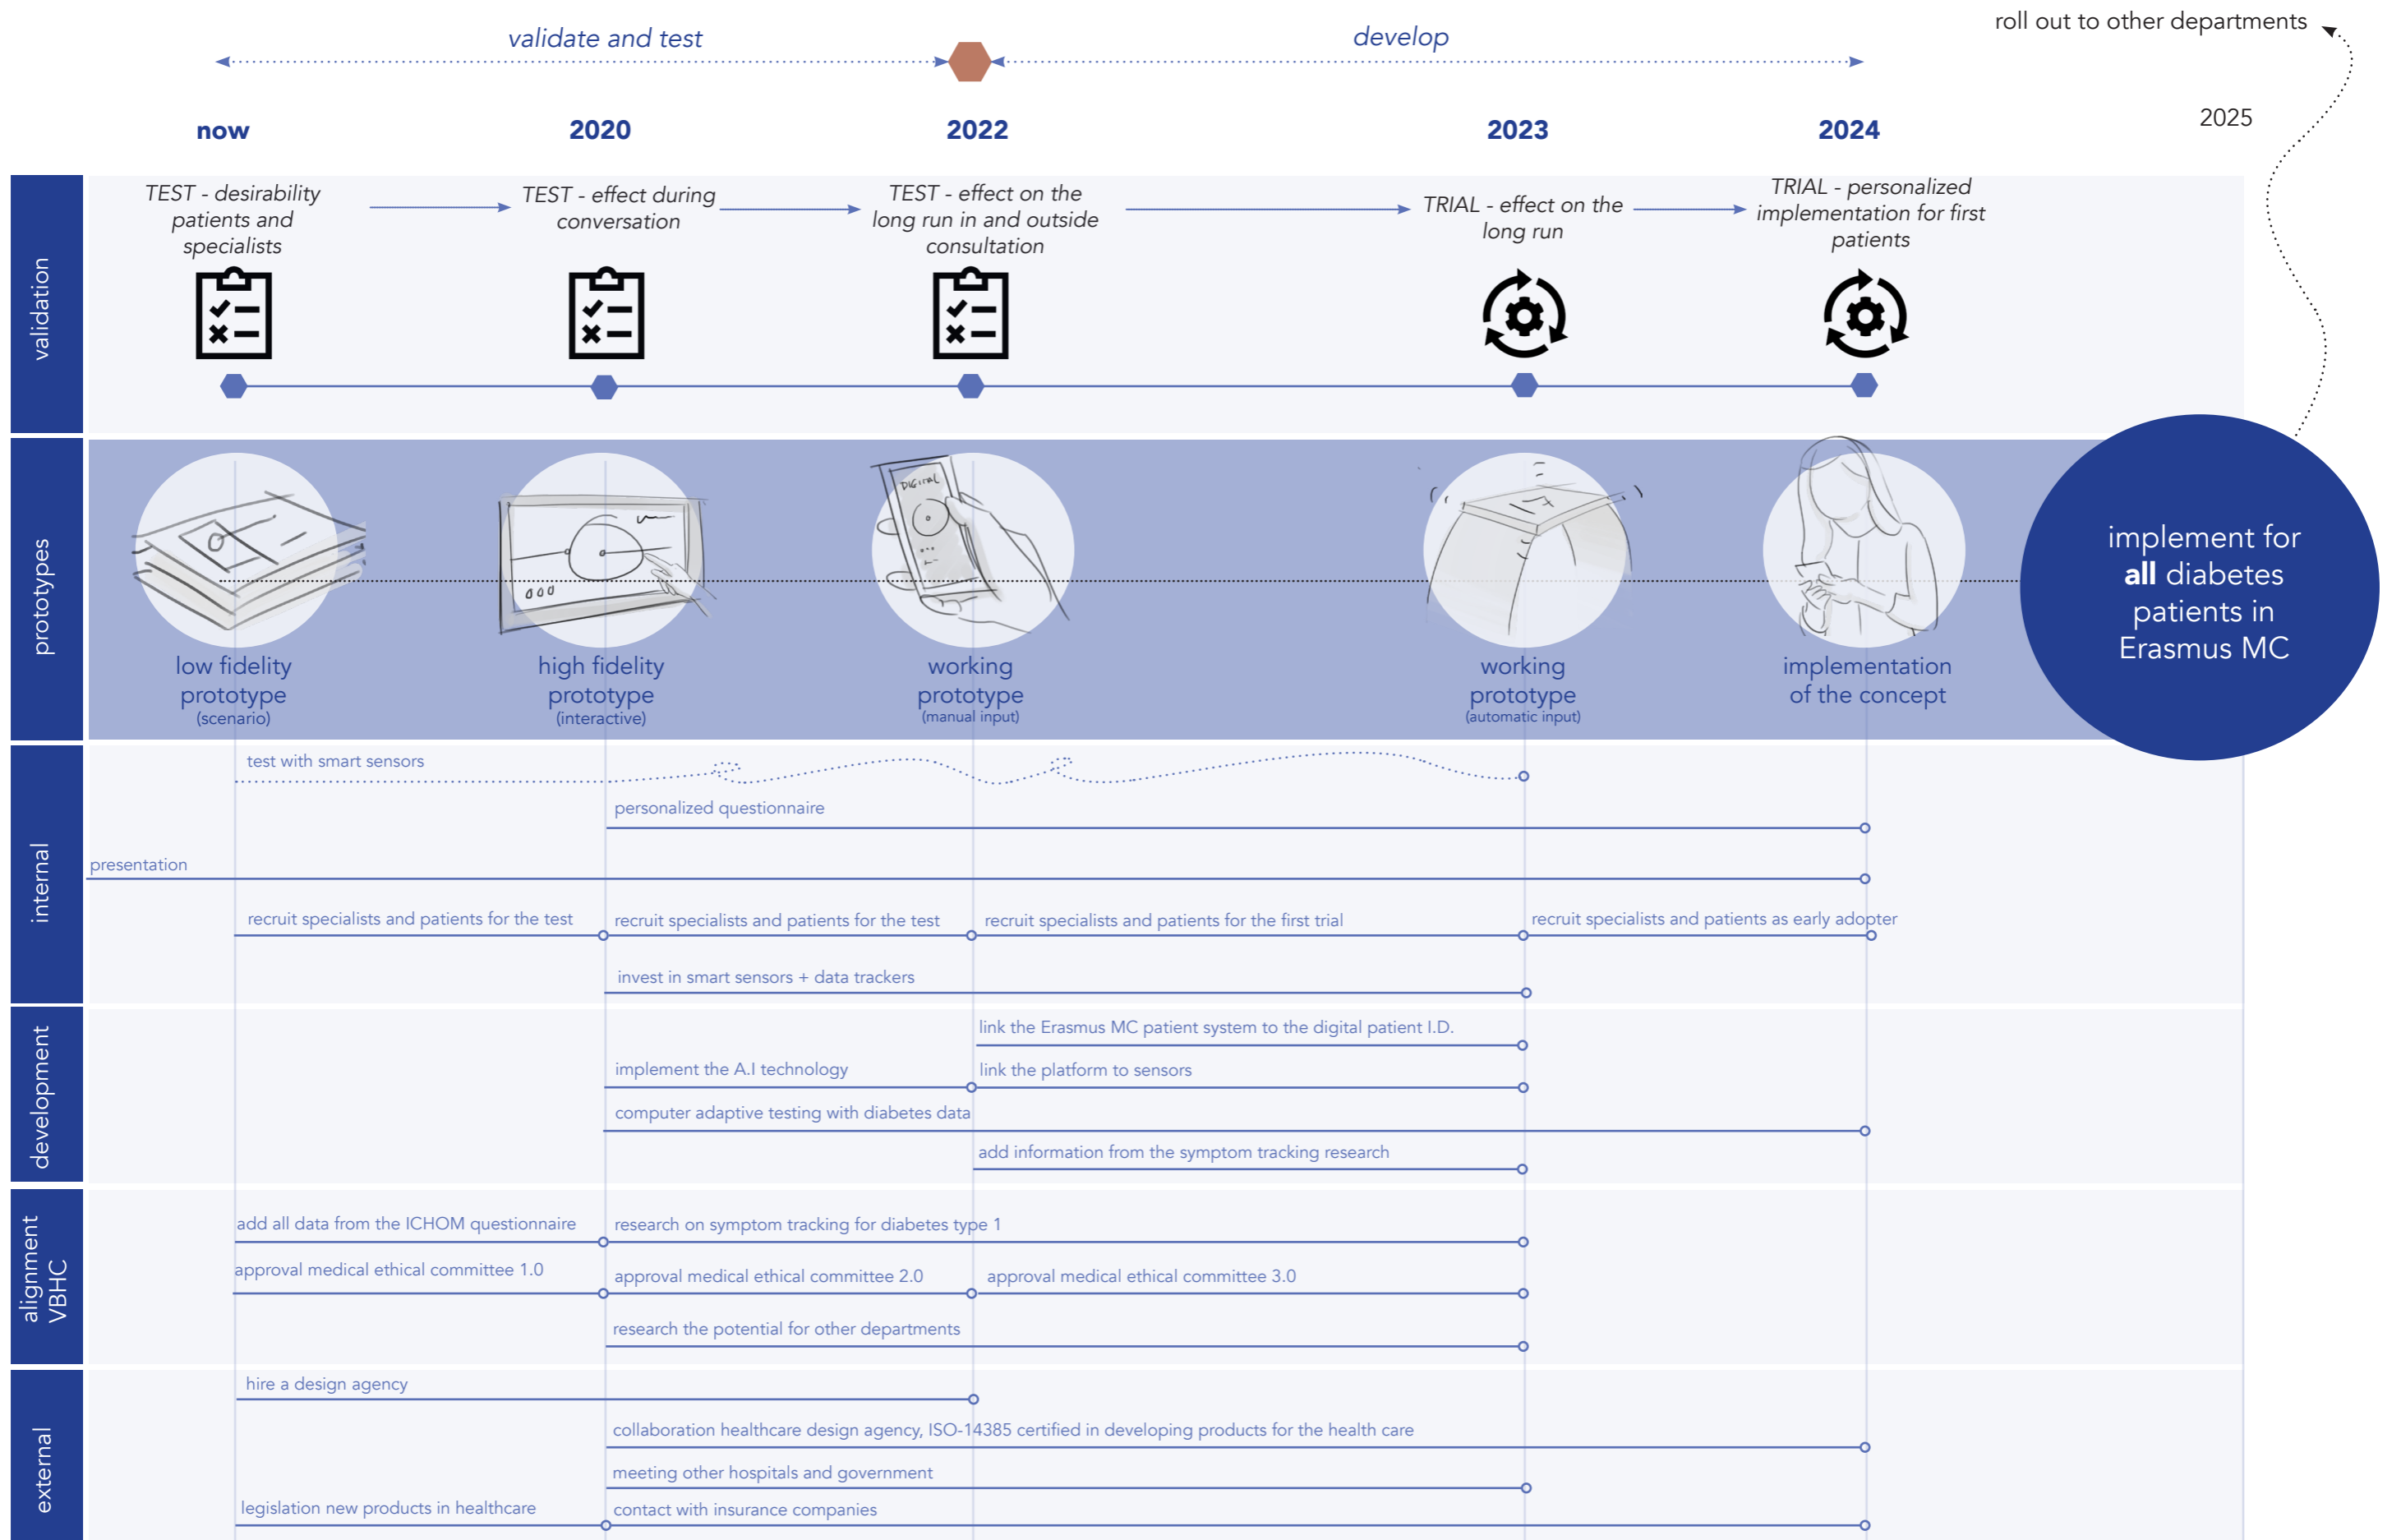 roll out to other departments
validate and test
develop
now
2020
2022
2023
2024
2025
validation
TEST - desirability
patients and
specialists
TEST - effect during
conversation
TEST - effect on the
long run in and outside
consultation
TRIAL - effect on the
long run
TRIAL - personalized
implementation for first
patients
prototypes
DIGITAL
low fidelity
prototype
(scenario)
high fidelity
prototype
(interactive)
working
prototype
(manual input)
working
prototype
(automatic input)
implementation
of the concept
implement for
all diabetes
patients in
Erasmus MC
internal
test with smart sensors
personalized questionnaire
presentation
recruit specialists and patients for the test
recruit specialists and patients for the test
recruit specialists and patients for the first trial
recruit specialists and patients as early adopter
invest in smart sensors + data trackers
development
link the Erasmus MC patient system to the digital patient I.D.
implement the A.I technology
link the platform to sensors
computer adaptive testing with diabetes data
add information from the symptom tracking research
alignment
VBHC
add all data from the ICHOM questionnaire
research on symptom tracking for diabetes type 1
approval medical ethical committee 1.0
approval medical ethical committee 2.0
approval medical ethical committee 3.0
research the potential for other departments
external
hire a design agency
collaboration healthcare design agency, ISO-14385 certified in developing products for the health care
meeting other hospitals and government
legislation new products in healthcare
contact with insurance companies